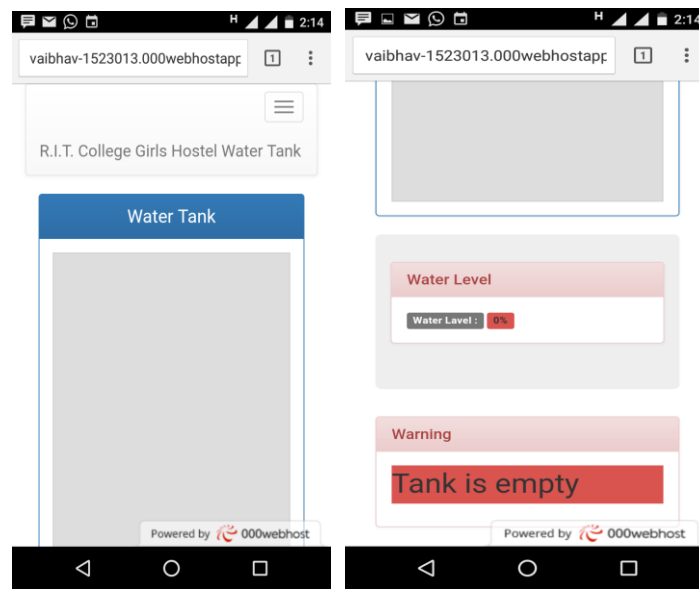 H 2:14
vaibhav-1523013.000webhostapp 1
R.I.T. College Girls Hostel Water Tank
Water Tank
Powered by 000webhost
H 2:14
vaibhav-1523013.000webhostapp 1
Water Level
Water Lavel : 0%
Warning
Tank is empty
Powered by 000webhost